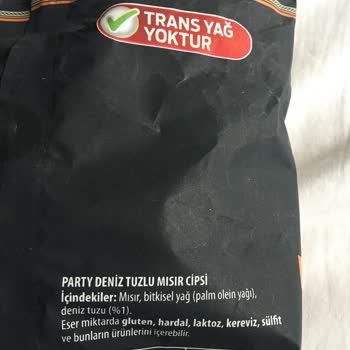 TRANS YAĞ
YOKTUR
PARTY DENİZ TUZLU MISIR CİPSİ
İçindekiler: Mısır, bitkisel yağ (palm olein yağı),
deniz tuzu (%1).
Eser miktarda gluten, hardal, laktoz, kereviz, sülfit
ve bunların ürünlerini içerebilir.